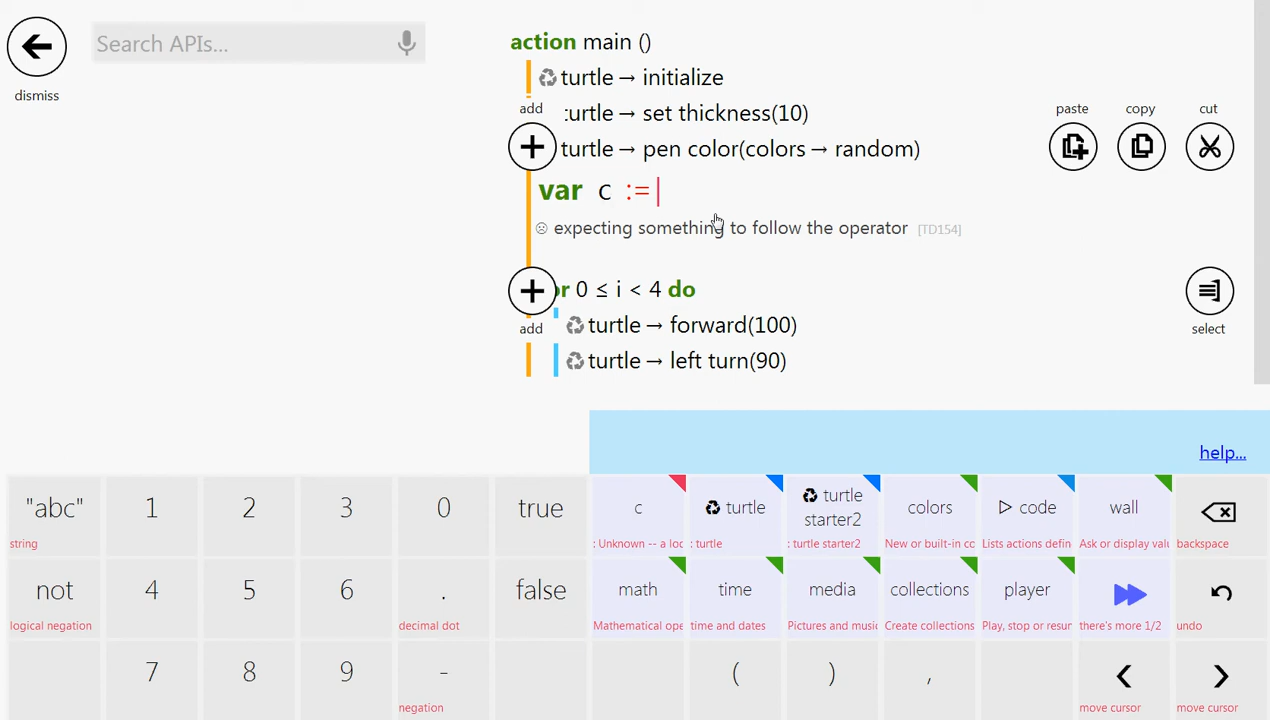 Search APIs...
dismiss
action main ()
turtle → initialize
add
turtle → set thickness(10)
turtle → pen color(colors → random)
paste copy cut
var c :=
expecting something to follow the operator [TD154]
for 0 ≤ i < 4 do
add
turtle → forward(100)
select
turtle → left turn(90)
help...
"abc" 1 2 3 0 true c turtle turtle starter2 colors code wall
string : Unknown -- a loc : turtle : turtle starter2 New or built-in co Lists actions defin Ask or display valu backspace
not 4 5 6 . false math time media collections player
logical negation decimal dot Mathematical ope time and dates Pictures and music Create collections Play, stop or resur there's more 1/2 undo
7 8 9 - ( ) , < >
negation move cursor move cursor